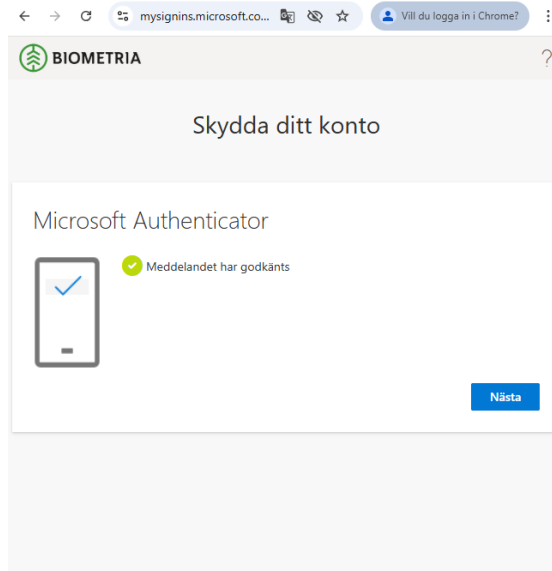 mysignins.microsoft.co...
Vill du logga in i Chrome?
BIOMETRIA
?
Skydda ditt konto
Microsoft Authenticator
Meddelandet har godkänts
Nästa